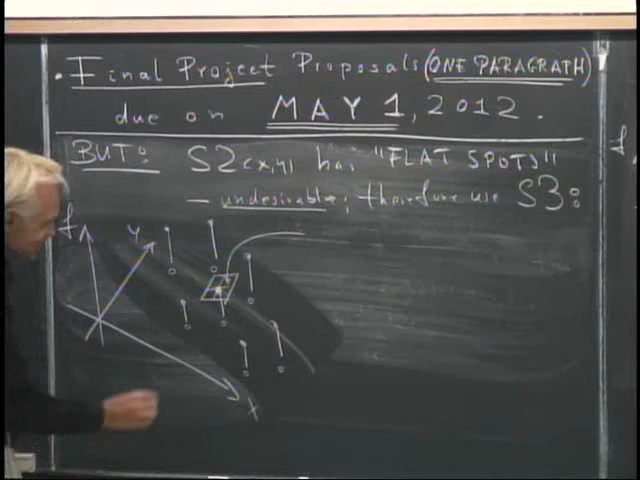 • Final Project Proposals (ONE PARAGRAPH)
due on MAY 1, 2012.
BUT: S2(x,y) has "FLAT SPOTS"
— undesirable; therefore use S3:
f
f
Y
X